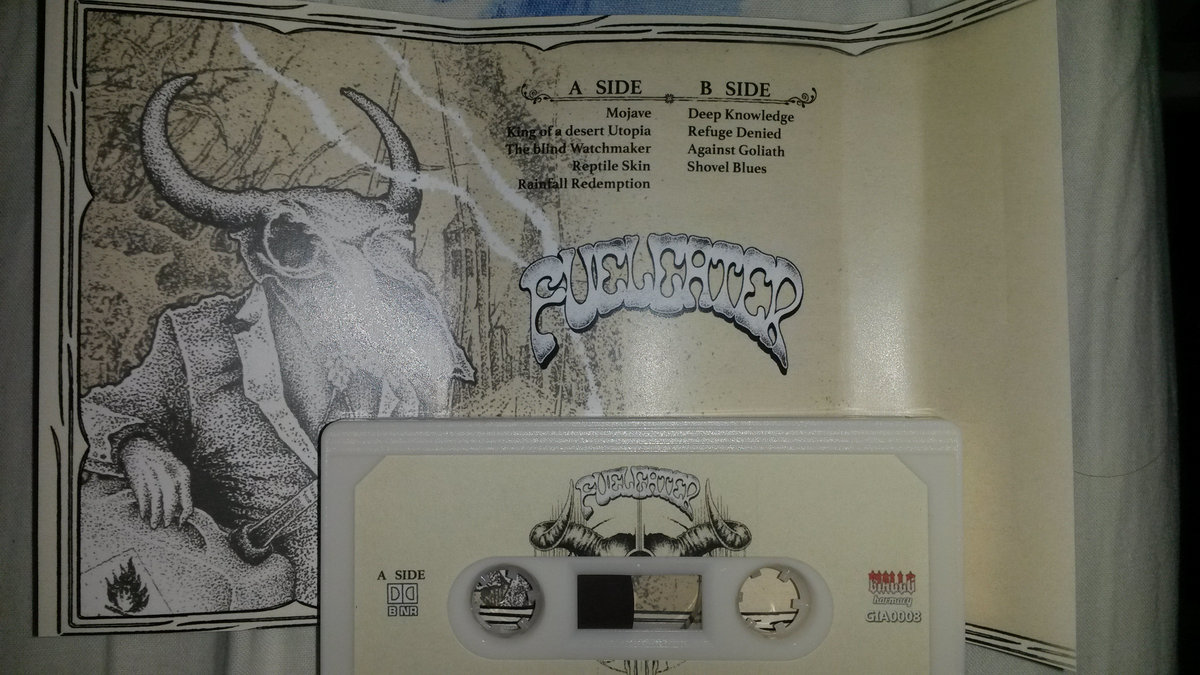 A SIDE
Mojave
King of a desert Utopia
The blind Watchmaker
Reptile Skin
Rainfall Redemption
B SIDE
Deep Knowledge
Refuge Denied
Against Goliath
Shovel Blues
FUELEATER
FUELEATER
A SIDE
B NR
harmacy
GIA0008